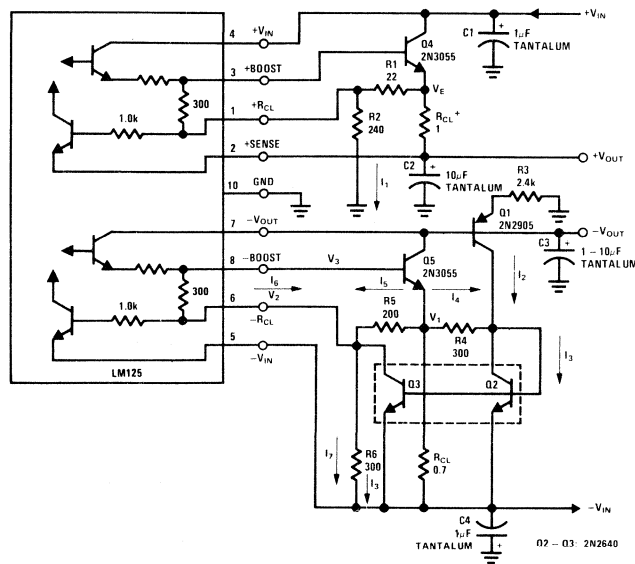 4 +VIN
+VIN
C1 + 1μF
TANTALUM
Q4
2N3055
3 +BOOST
R1
22
VE
300
1 +RCL
1.0k
R2
240
RCL+
1
2 +SENSE
+VOUT
C2 + 10μF
TANTALUM
R3
2.4k
I1
10 GND
Q1
2N2905
7 −VOUT
−VOUT
C3 +
1 − 10μF
TANTALUM
Q5
2N3055
8 −BOOST V3
I2
I6
V2
I5
I4
300
6
−RCL
1.0k
R5
200
V1
R4
300
I3
5
−VIN
LM125
Q3
Q2
I7
R6
300
I3
RCL
0.7
−VIN
C4
1μF
TANTALUM +
Q2 − Q3: 2N2640